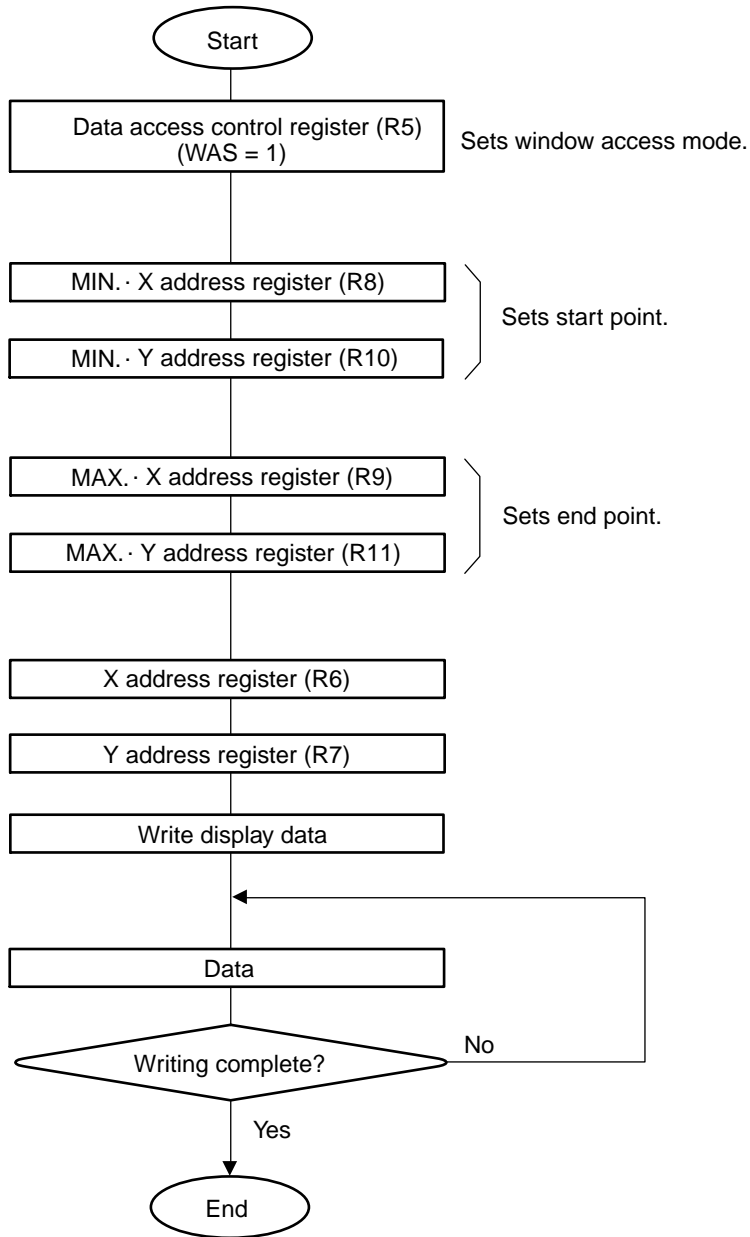 Start
Data access control register (R5)
(WAS = 1)
Sets window access mode.
MIN. · X address register (R8)
Sets start point.
MIN. · Y address register (R10)
MAX. · X address register (R9)
Sets end point.
MAX. · Y address register (R11)
X address register (R6)
Y address register (R7)
Write display data
Data
No
Writing complete?
Yes
End